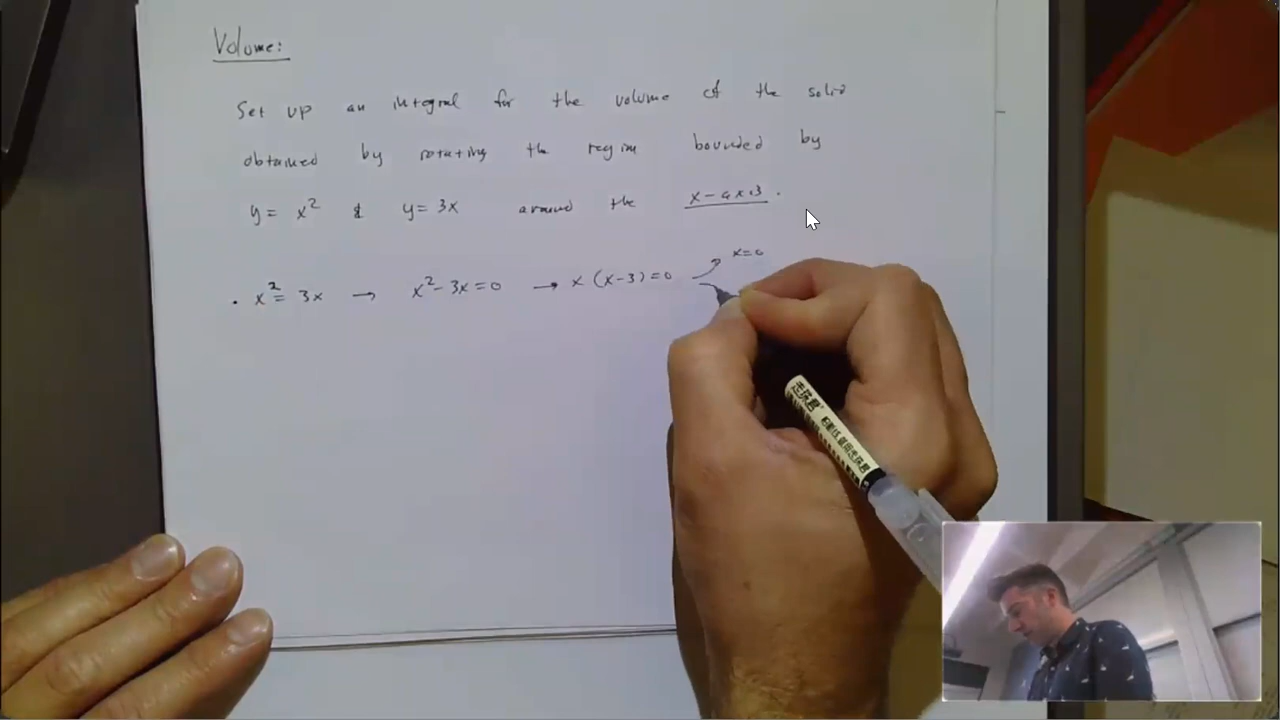 Volume:
Set up an integral for the volume of the solid
obtained by rotating the region bounded by
y = x² & y = 3x around the x-axis.
• x² = 3x → x² - 3x = 0 → x (x-3) = 0 → x=0